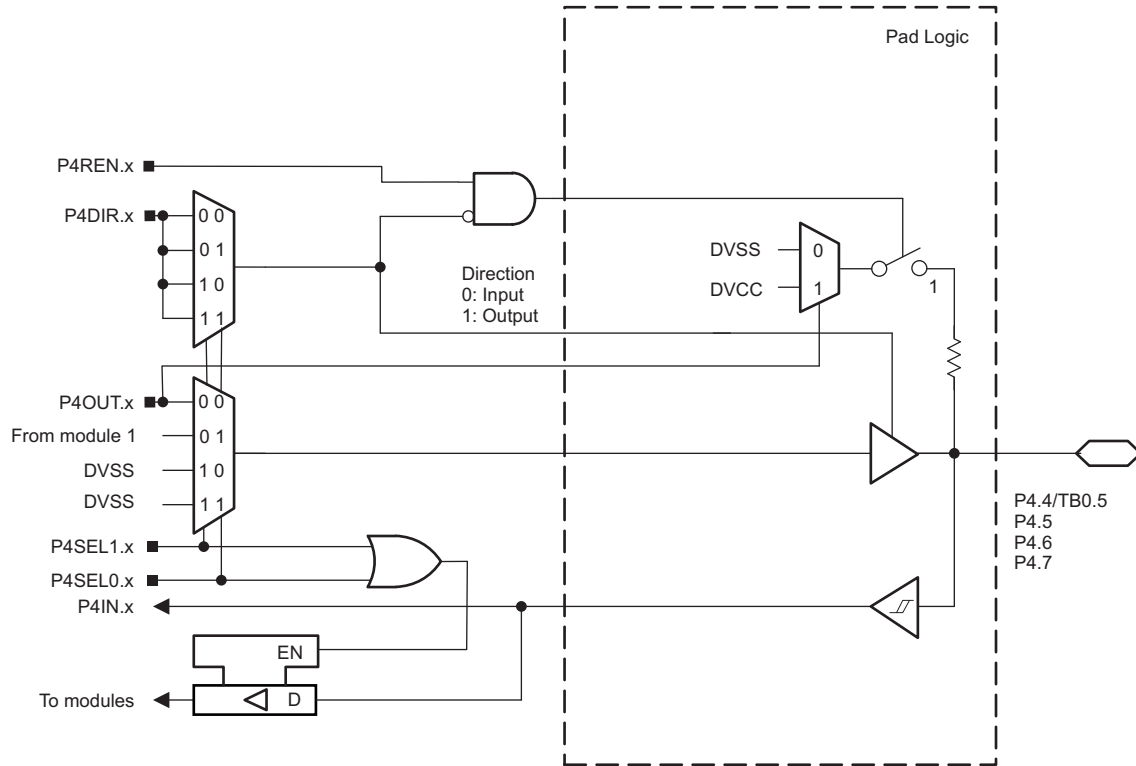 Pad Logic
P4REN.x
P4DIR.x
0 0
0 1
1 0
1 1
Direction
0: Input
1: Output
DVSS
0
DVCC
1
1
P4OUT.x
0 0
From module 1
0 1
DVSS
1 0
DVSS
1 1
P4.4/TB0.5
P4.5
P4.6
P4.7
P4SEL1.x
P4SEL0.x
P4IN.x
EN
To modules
D